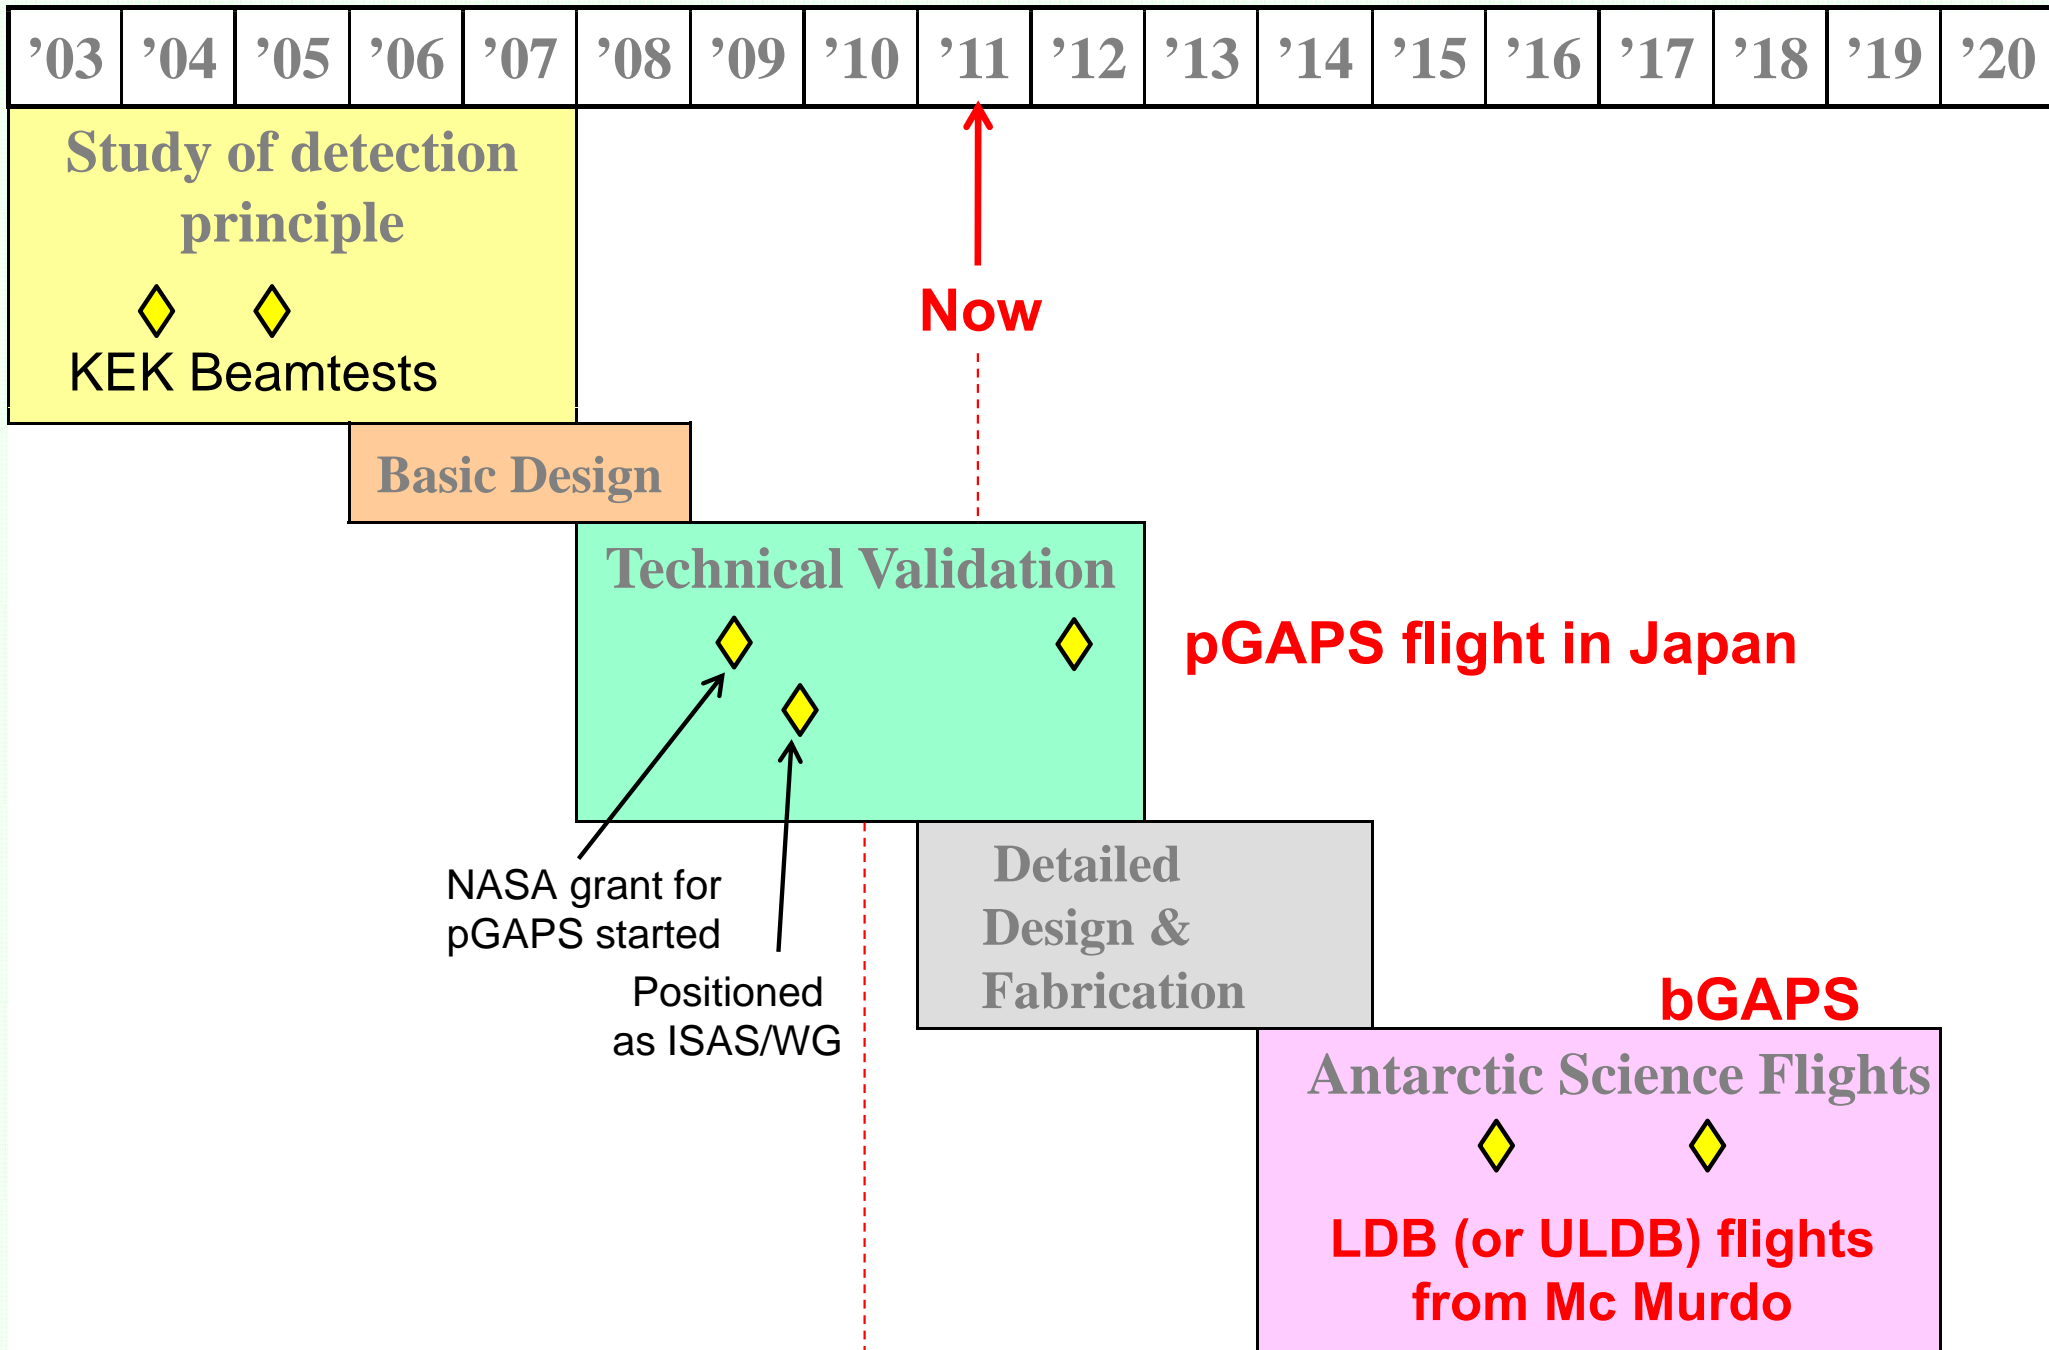 ’03 ’04 ’05 ’06 ’07 ’08 ’09 ’10 ’11 ’12 ’13 ’14 ’15 ’16 ’17 ’18 ’19 ’20
Study of detection
principle
KEK Beamtests
Now
Basic Design
Technical Validation
pGAPS flight in Japan
NASA grant for
pGAPS started
Positioned
as ISAS/WG
Detailed
Design &
Fabrication
bGAPS
Antarctic Science Flights
LDB (or ULDB) flights
from Mc Murdo